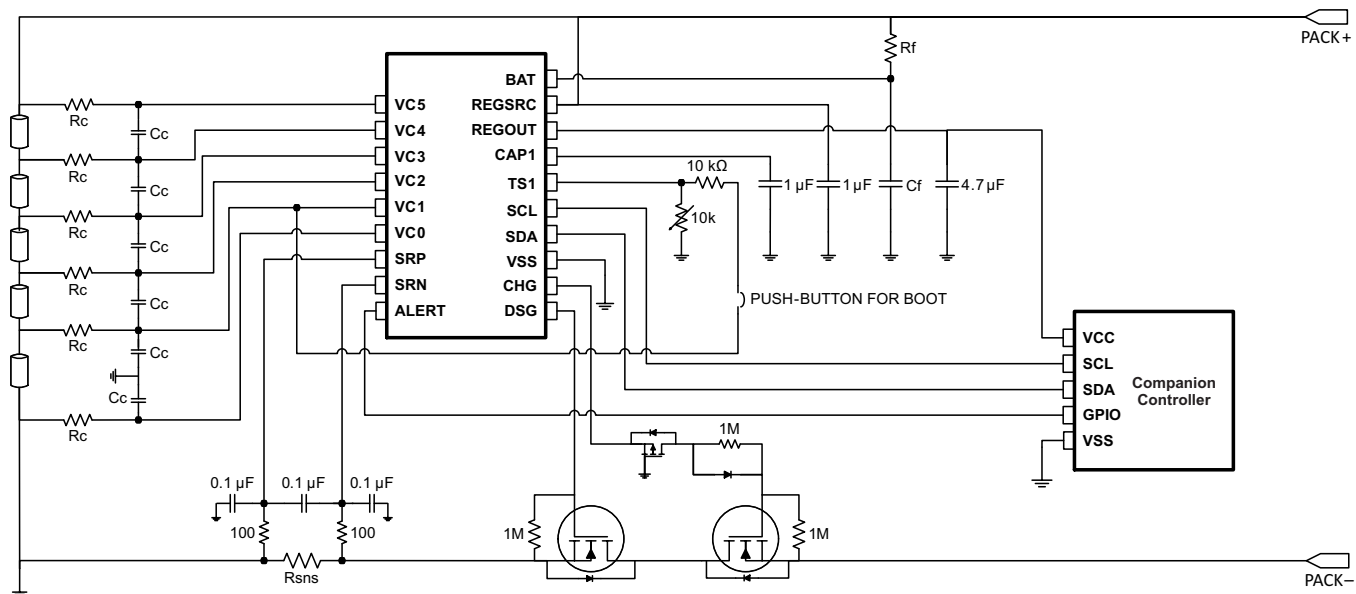 PACK+
Rf
BAT
VC5
REGSRC
Rc
Cc
VC4
REGOUT
Rc
VC3
CAP1
10 kΩ
Cc
VC2
TS1
1 µF
1 µF
Cf
4.7 µF
Rc
VC1
SCL
10k
Cc
VC0
SDA
Rc
SRP
VSS
Cc
SRN
CHG
PUSH-BUTTON FOR BOOT
ALERT
DSG
Rc
Cc
VCC
SCL
Cc
SDA
Companion
Controller
GPIO
Rc
1M
VSS
0.1 µF
0.1 µF
0.1 µF
100
100
1M
1M
Rsns
PACK–